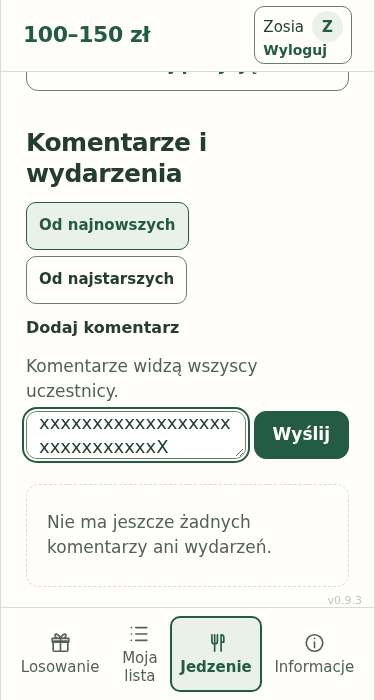 100–150 zł
Zosia Z
Wyloguj
Komentarze i
wydarzenia
Od najnowszych
Od najstarszych
Dodaj komentarz
Komentarze widzą wszyscy
uczestnicy.
xxxxxxxxxxxxxxxxxx
xxxxxxxxxxxX
Wyślij
Nie ma jeszcze żadnych
komentarzy ani wydarzeń.
v0.9.3
Losowanie
Moja
lista
Jedzenie
Informacje